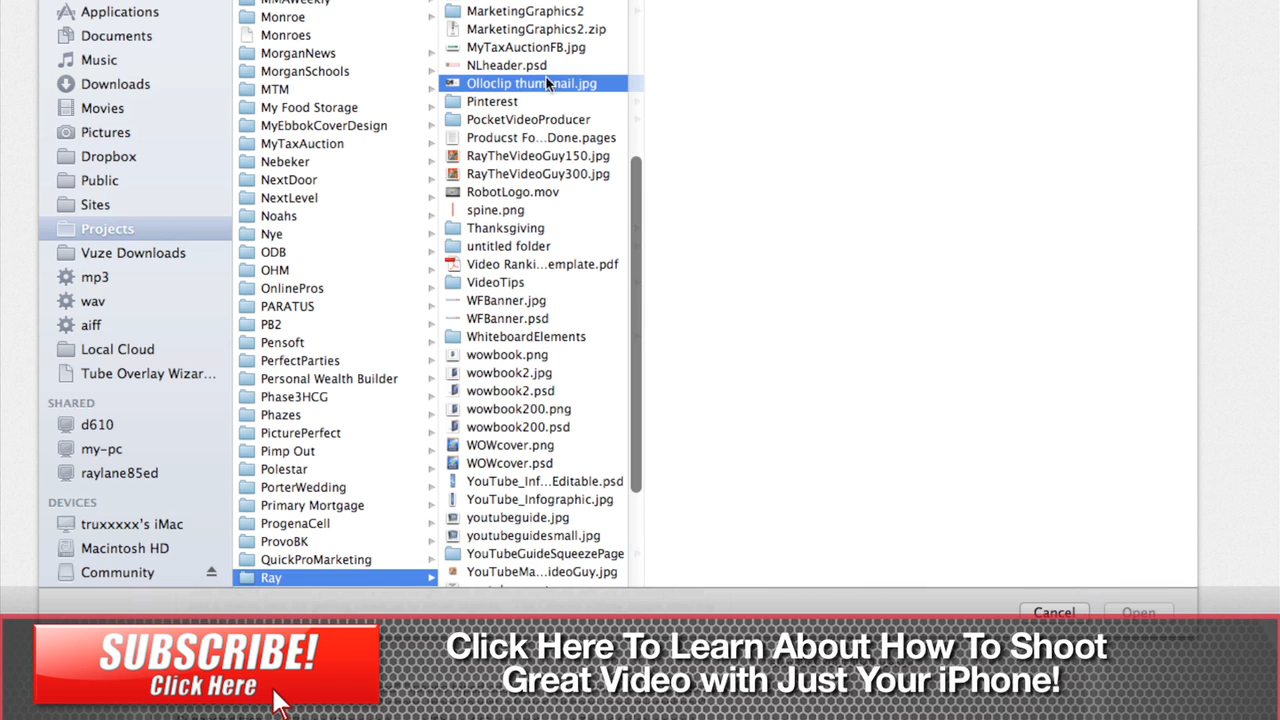 Applications
Documents
Music
Downloads
Movies
Pictures
Dropbox
Public
Sites
Projects
Vuze Downloads
mp3
wav
aiff
Local Cloud
Tube Overlay Wizar...
SHARED
d610
my-pc
raylane85ed
DEVICES
truxxxxx's iMac
Macintosh HD
Community
Monroe
Monroes
MorganNews
MorganSchools
MTM
My Food Storage
MyEbbokCoverDesign
MyTaxAuction
Nebeker
NextDoor
NextLevel
Noahs
Nye
ODB
OHM
OnlinePros
PARATUS
PB2
Pensoft
PerfectParties
Personal Wealth Builder
Phase3HCG
Phazes
PicturePerfect
Pimp Out
Polestar
PorterWedding
Primary Mortgage
ProgenaCell
ProvoBK
QuickProMarketing
Ray
MarketingGraphics2
MarketingGraphics2.zip
MyTaxAuctionFB.jpg
NLheader.psd
Olloclip thumbnail.jpg
Pinterest
PocketVideoProducer
Producst Fo...Done.pages
RayTheVideoGuy150.jpg
RayTheVideoGuy300.jpg
RobotLogo.mov
spine.png
Thanksgiving
untitled folder
Video Ranki...emplate.pdf
VideoTips
WFBanner.jpg
WFBanner.psd
WhiteboardElements
wowbook.png
wowbook2.jpg
wowbook2.psd
wowbook200.png
wowbook200.psd
WOWcover.png
WOWcover.psd
YouTube_Inf...Editable.psd
YouTube_Infographic.jpg
youtubeguide.jpg
youtubeguidesmall.jpg
YouTubeGuideSqueezePage
YouTubeMa...ideoGuy.jpg
Cancel
Open
SUBSCRIBE!
Click Here
Click Here To Learn About How To Shoot
Great Video with Just Your iPhone!